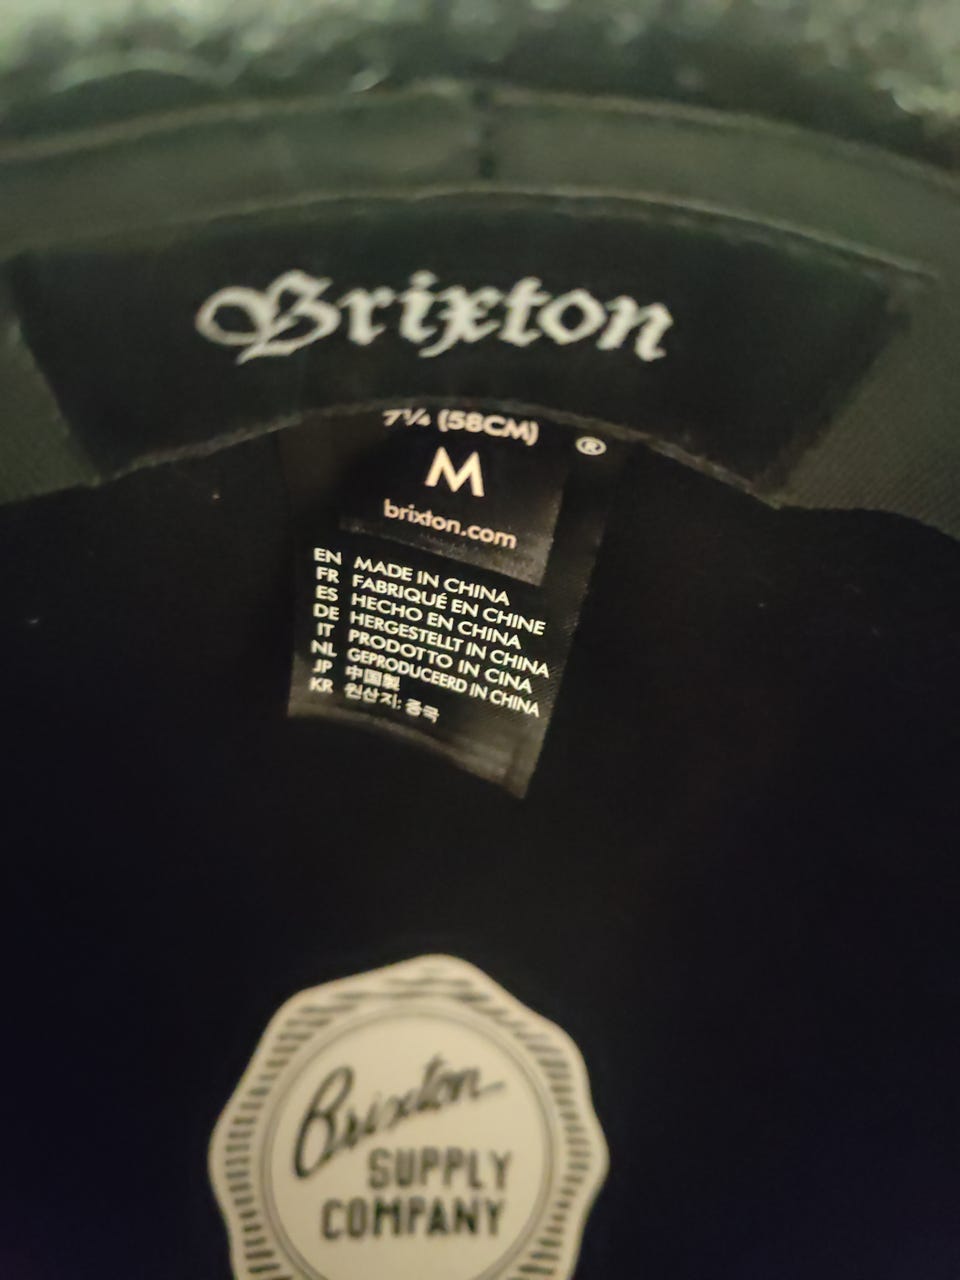 Brixton
7¼ (58CM)
®
M
brixton.com
EN MADE IN CHINA
FR FABRIQUÉ EN CHINE
ES HECHO EN CHINA
DE HERGESTELLT IN CHINA
IT PRODOTTO IN CINA
NL GEPRODUCEERD IN CHINA
JP 中国製
KR 원산지: 중국
Brixton
SUPPLY
COMPANY